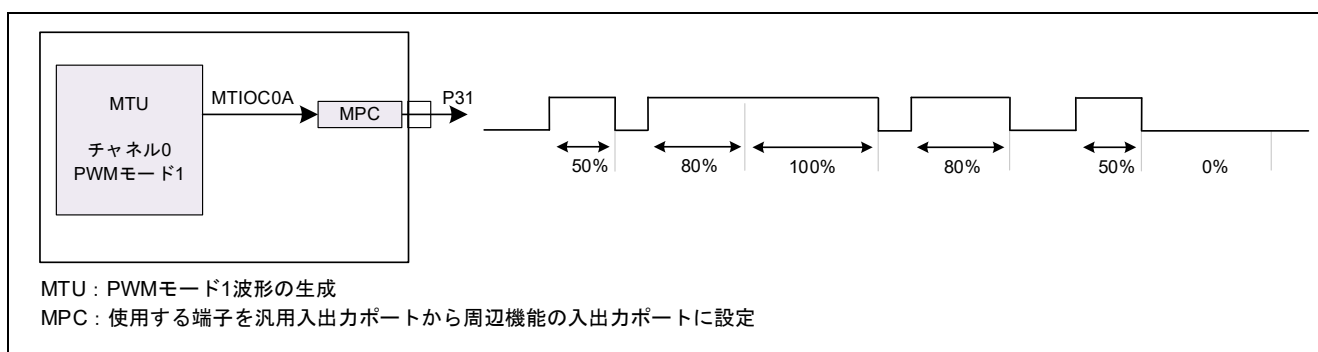 MTU
チャネル0
PWMモード1
MTIOC0A
MPC
P31
50%
80%
100%
80%
50%
0%
MTU：PWMモード1波形の生成
MPC：使用する端子を汎用入出力ポートから周辺機能の入出力ポートに設定